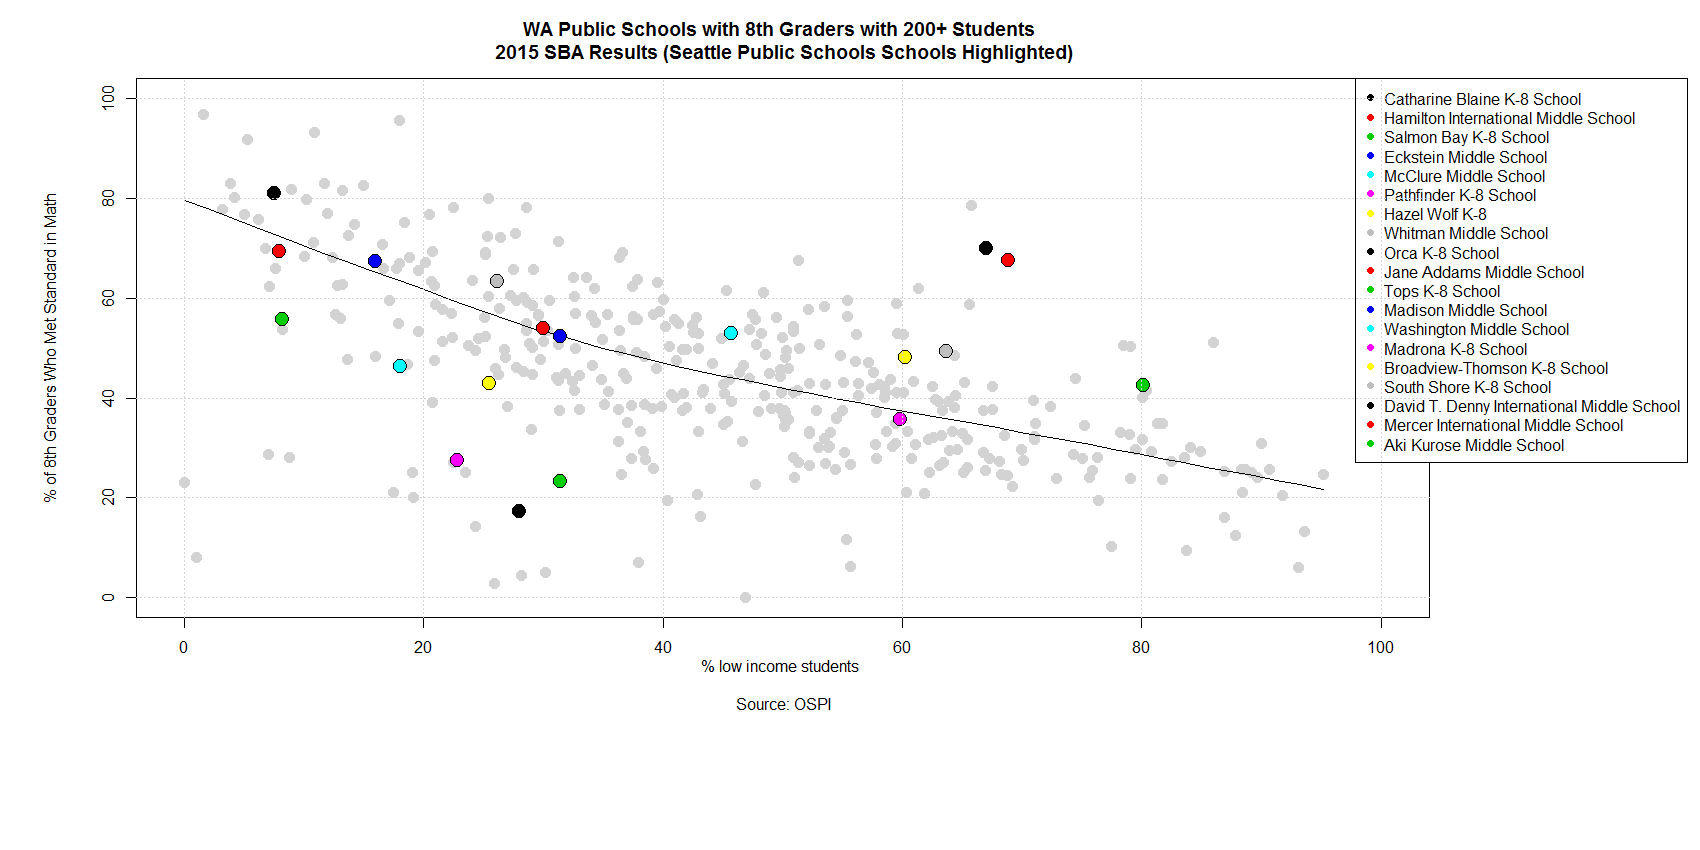 WA Public Schools with 8th Graders with 200+ Students
2015 SBA Results (Seattle Public Schools Schools Highlighted)
% of 8th Graders Who Met Standard in Math
100
80
60
40
20
0
0 20 40 60 80 100
% low income students
Source: OSPI
Catharine Blaine K-8 School
Hamilton International Middle School
Salmon Bay K-8 School
Eckstein Middle School
McClure Middle School
Pathfinder K-8 School
Hazel Wolf K-8
Whitman Middle School
Orca K-8 School
Jane Addams Middle School
Tops K-8 School
Madison Middle School
Washington Middle School
Madrona K-8 School
Broadview-Thomson K-8 School
South Shore K-8 School
David T. Denny International Middle School
Mercer International Middle School
Aki Kurose Middle School